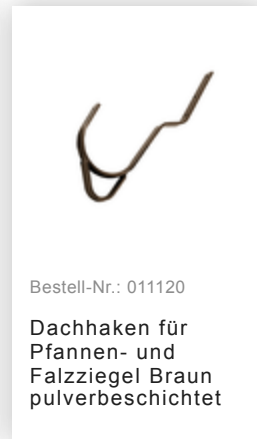 Bestell-Nr.: 011120
Dachhaken für
Pfannen- und
Falzziegel Braun
pulverbeschichtet